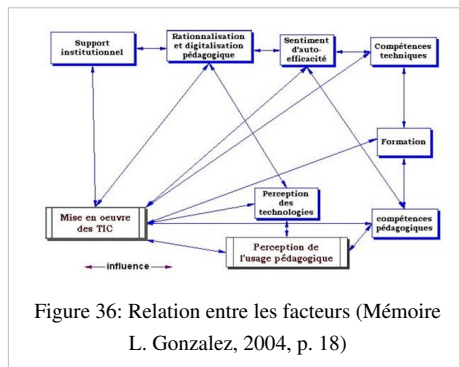 Support
institutionnel
Rationnalisation
et digitalisation
pédagogique
Sentiment
d'auto-
efficacité
Compétences
techniques
Formation
Perception
des
technologies
compétences
pédagogiques
Mise en oeuvre
des TIC
Perception de
l'usage pédagogique
influence
Figure 36: Relation entre les facteurs (Mémoire
L. Gonzalez, 2004, p. 18)